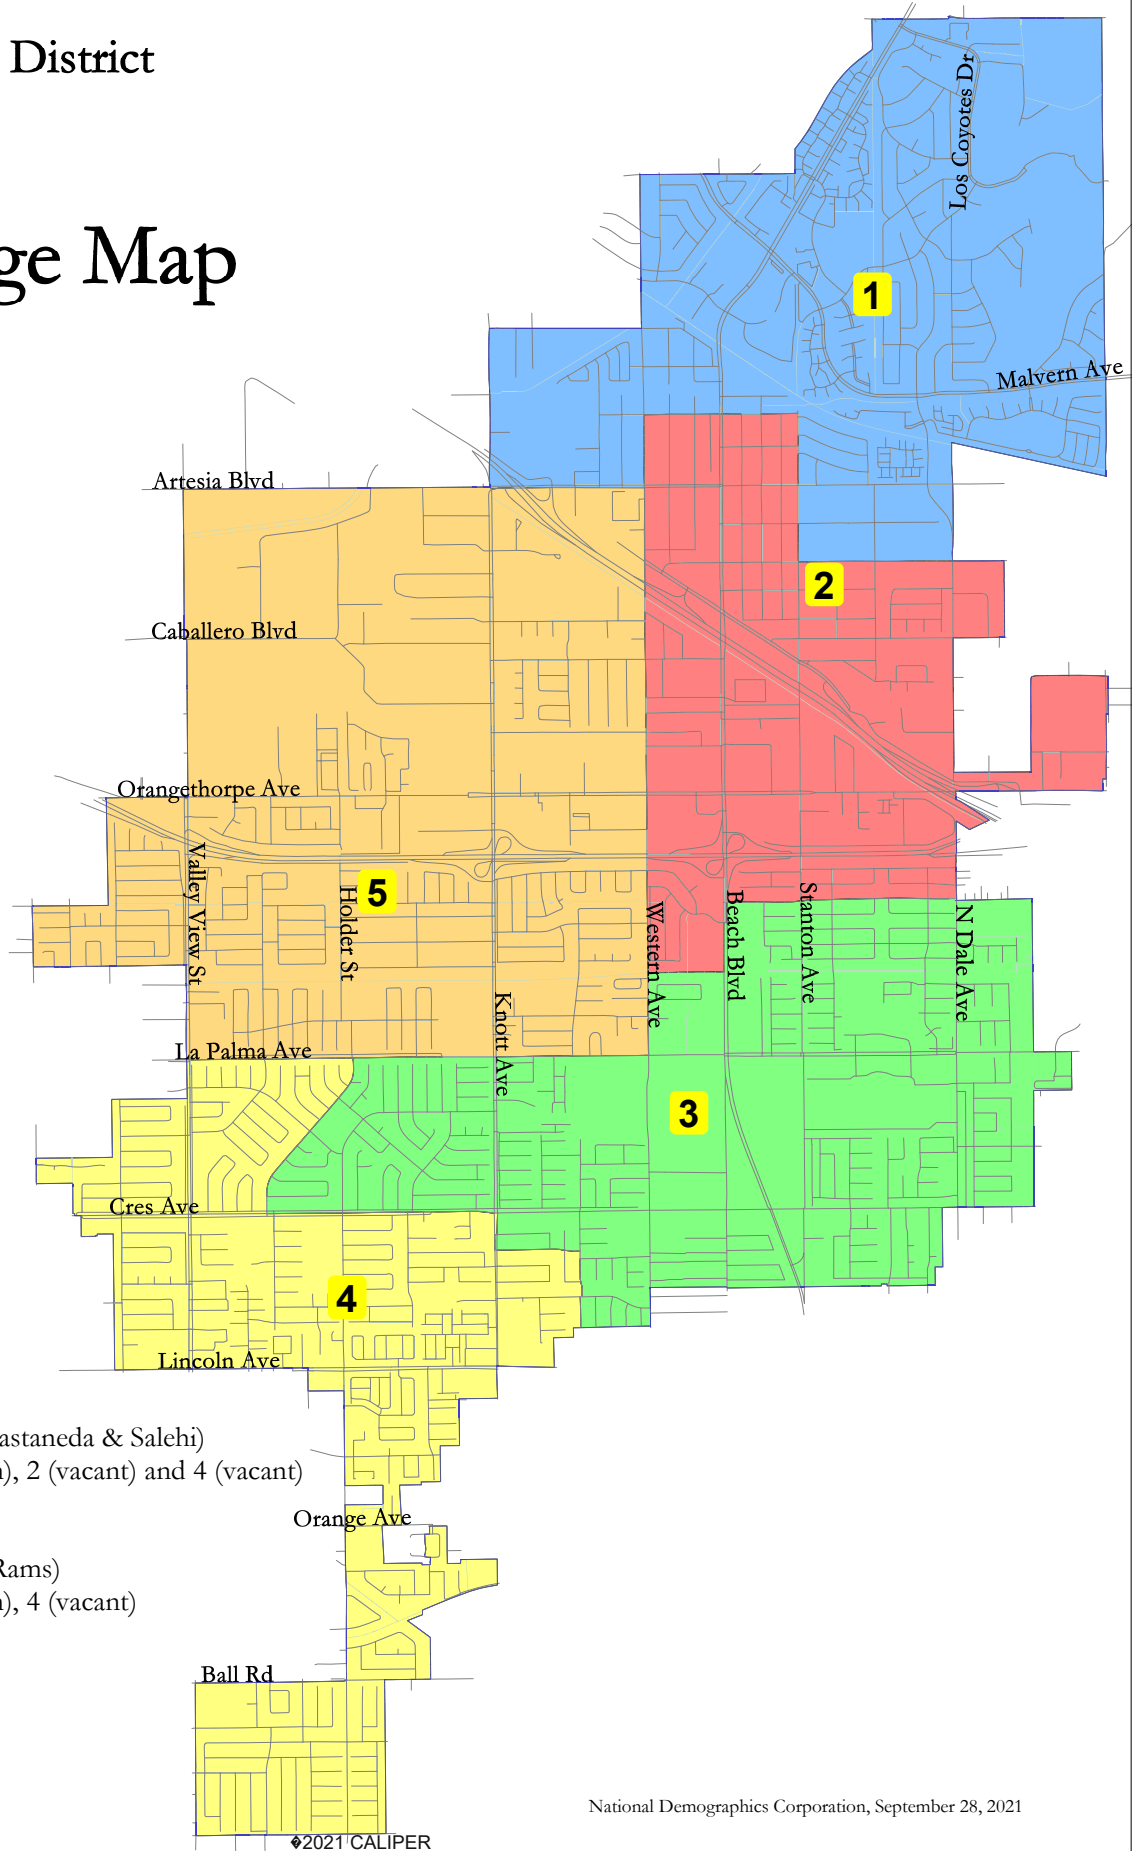 District
ge Map
Los Coyotes Dr
1
Malvern Ave
Artesia Blvd
2
Caballero Blvd
Orangethorpe Ave
Valley View St
Holder St
5
Western Ave
Beach Blvd
Stanton Ave
N Dale Ave
Knott Ave
La Palma Ave
3
Cres Ave
4
Lincoln Ave
astaneda & Salehi)
), 2 (vacant) and 4 (vacant)
Orange Ave
Rams)
), 4 (vacant)
Ball Rd
National Demographics Corporation, September 28, 2021
�2021 CALIPER